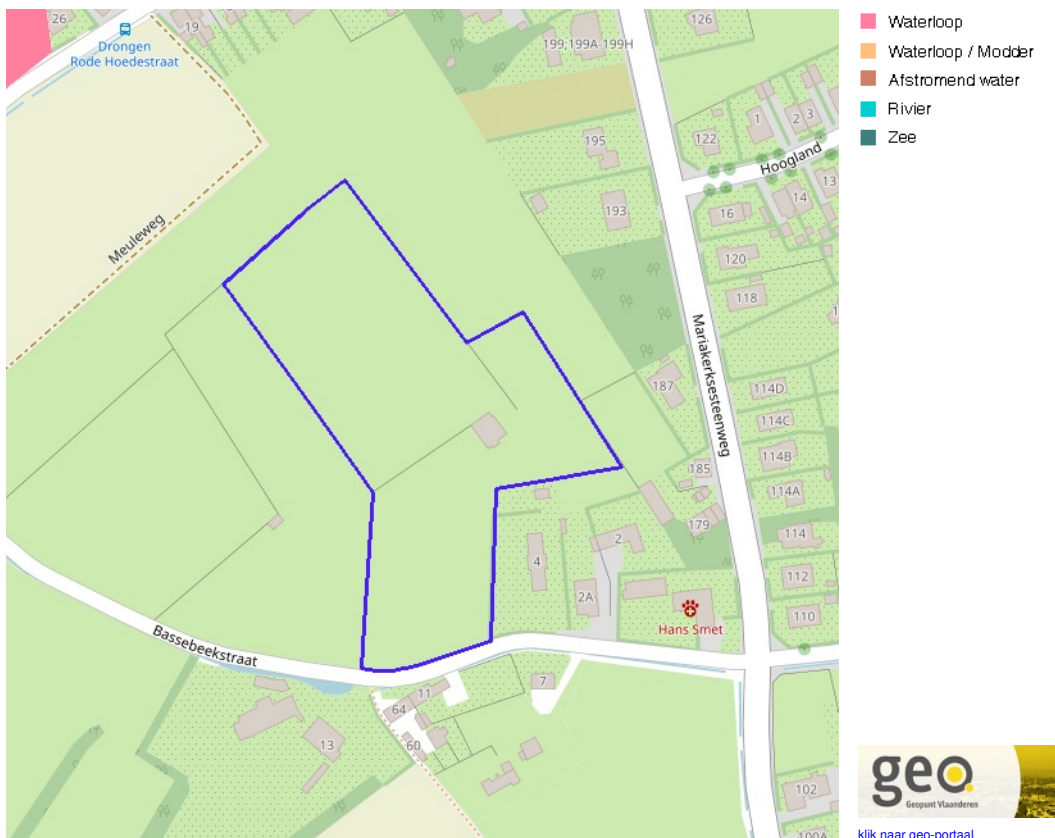 26
19
Drongen
Rode Hoedestraat
199;199A-199H
126
195
122
1
2
3
Hoogland
13
14
16
193
Meuleweg
120
118
Mariakerksesteenweg
187
114D
114C
114B
185
114A
179
114
2
4
2A
112
110
Hans Smet
Bassebeekstraat
11
7
64
60
13
102
100A
Waterloop
Waterloop / Modder
Afstromend water
Rivier
Zee
geo.
Geopunt Vlaanderen
klik naar geo-portaal